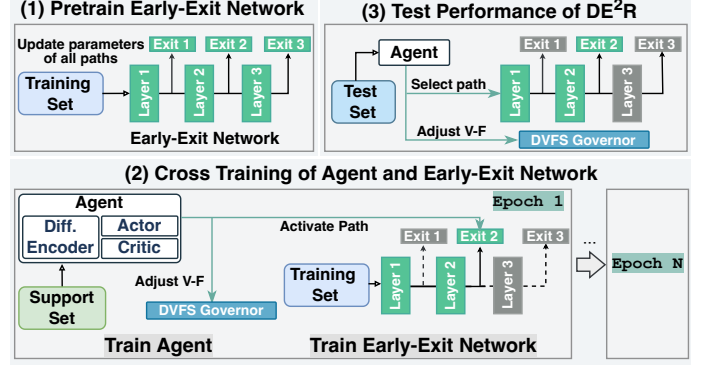 (1) Pretrain Early-Exit Network
Update parameters
of all paths
Exit 1
Exit 2
Exit 3
Training
Set
Layer 1
Layer 2
Layer 3
Early-Exit Network
(3) Test Performance of DE²R
Agent
Exit 1
Exit 2
Exit 3
Test
Set
Select path
Layer 1
Layer 2
Layer 3
Adjust V-F
DVFS Governor
(2) Cross Training of Agent and Early-Exit Network
Agent
Diff.
Encoder
Actor
Critic
Epoch 1
Activate Path
Exit 1
Exit 2
Exit 3
Adjust V-F
Training
Set
Layer 1
Layer 2
Layer 3
Support
Set
DVFS Governor
Train Agent
Train Early-Exit Network
...
Epoch N